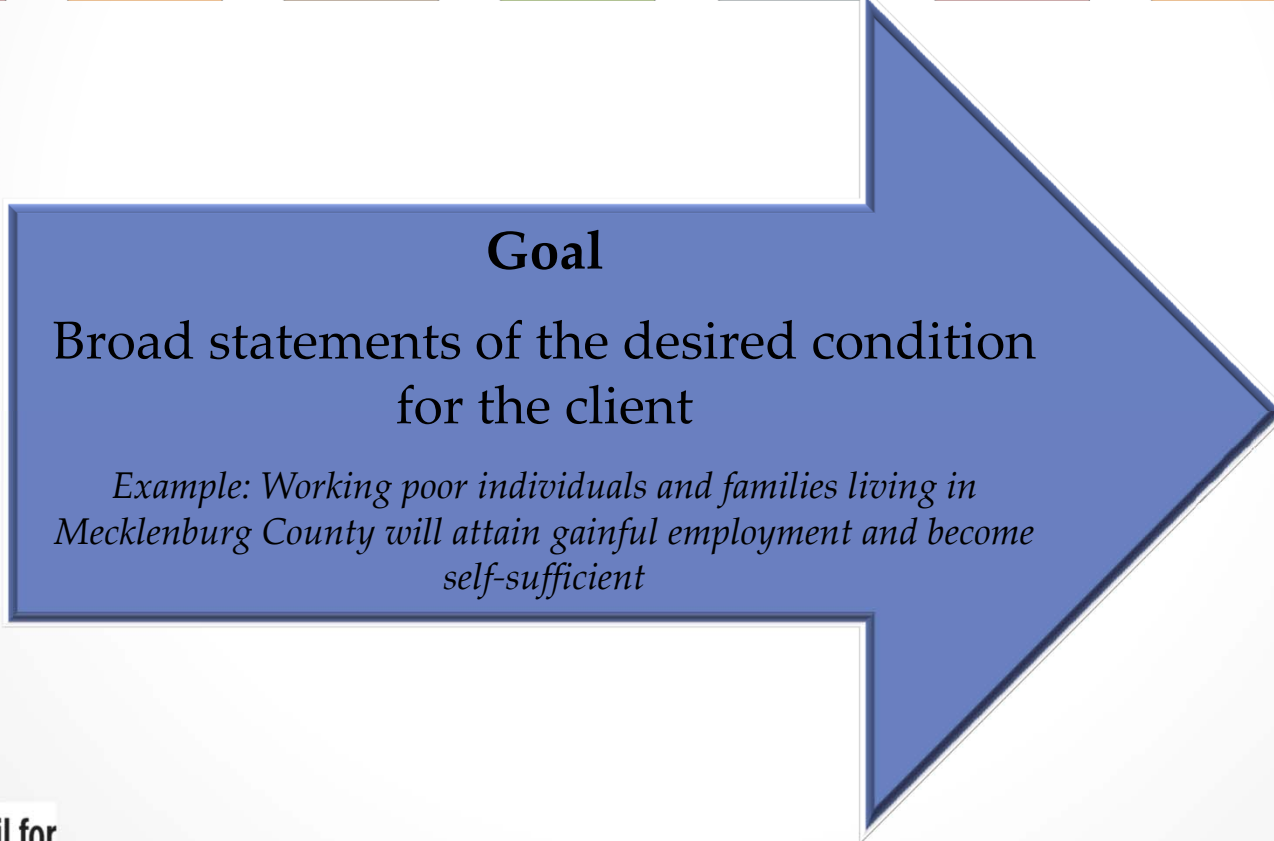 Goal
Broad statements of the desired condition
for the client
Example: Working poor individuals and families living in
Mecklenburg County will attain gainful employment and become
self-sufficient
for